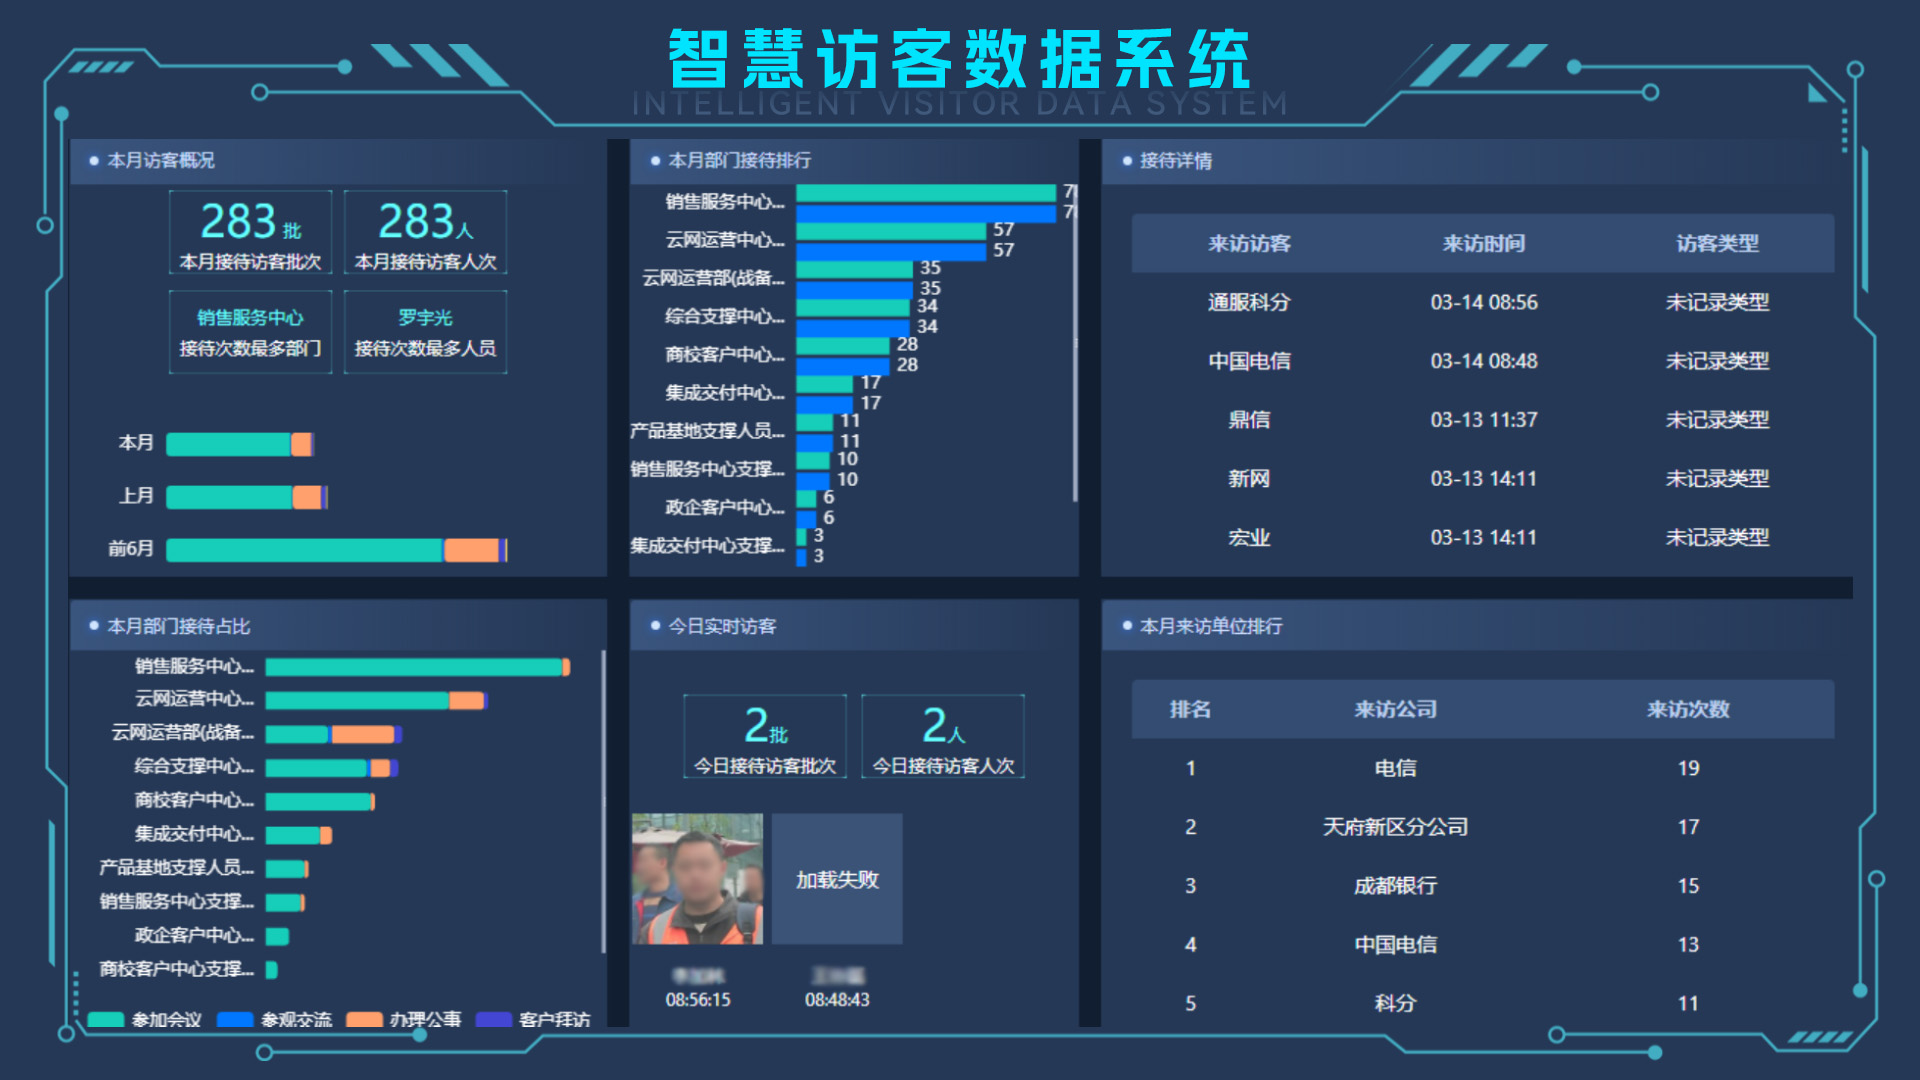 智慧访客数据系统
INTELLIGENT VISITOR DATA SYSTEM
本月访客概况
283批
本月接待访客批次
283人
本月接待访客人次
销售服务中心
接待次数最多部门
罗宇光
接待次数最多人员
本月
上月
前6月
本月部门接待排行
销售服务中心...
云网运营中心... 57
57
云网运营部(战备... 35
35
综合支撑中心... 34
34
商校客户中心... 28
28
集成交付中心... 17
17
产品基地支撑人员... 11
11
销售服务中心支撑... 10
10
政企客户中心... 6
6
集成交付中心支撑... 3
3
接待详情
来访访客 来访时间 访客类型
通服科分 03-14 08:56 未记录类型
中国电信 03-14 08:48 未记录类型
鼎信 03-13 11:37 未记录类型
新网 03-13 14:11 未记录类型
宏业 03-13 14:11 未记录类型
本月部门接待占比
销售服务中心...
云网运营中心...
云网运营部(战备...
综合支撑中心...
商校客户中心...
集成交付中心...
产品基地支撑人员...
销售服务中心支撑...
政企客户中心...
商校客户中心支撑...
参加会议 参观交流 办理公事 客户拜访
今日实时访客
2批
今日接待访客批次
2人
今日接待访客人次
加载失败
08:56:15
08:48:43
本月来访单位排行
排名 来访公司 来访次数
1 电信 19
2 天府新区分公司 17
3 成都银行 15
4 中国电信 13
5 科分 11